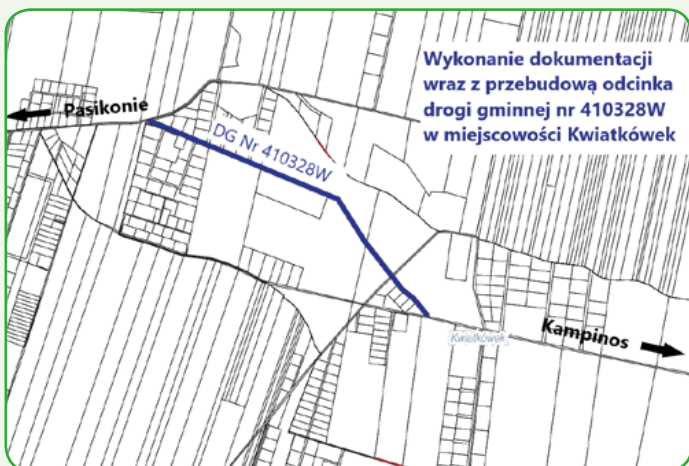 Wykonanie dokumentacji
wraz z przebudową odcinka
drogi gminnej nr 410328W
w miejscowości Kwiatkówek
Pasikonie
DG Nr 410328W
Kwiatkówek
Kampinos